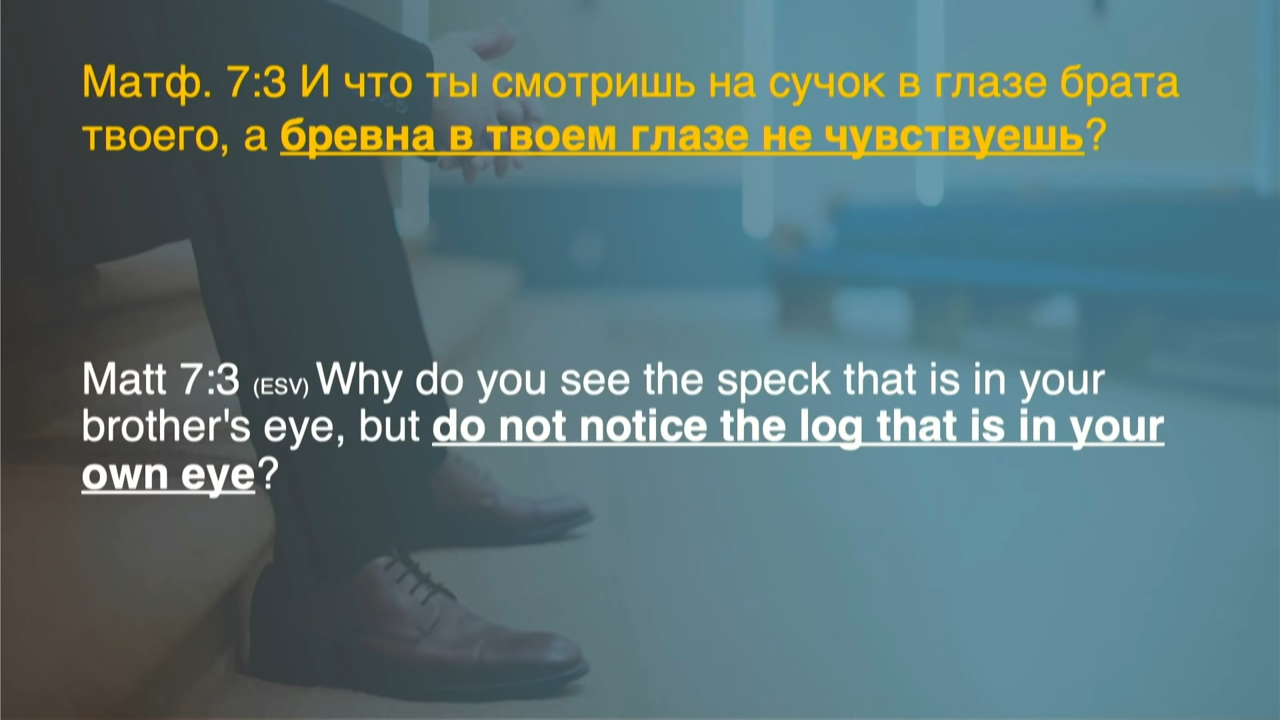 Матф. 7:3 И что ты смотришь на сучок в глазе брата
твоего, а бревна в твоем глазе не чувствуешь?
Matt 7:3 (ESV) Why do you see the speck that is in your
brother's eye, but do not notice the log that is in your
own eye?